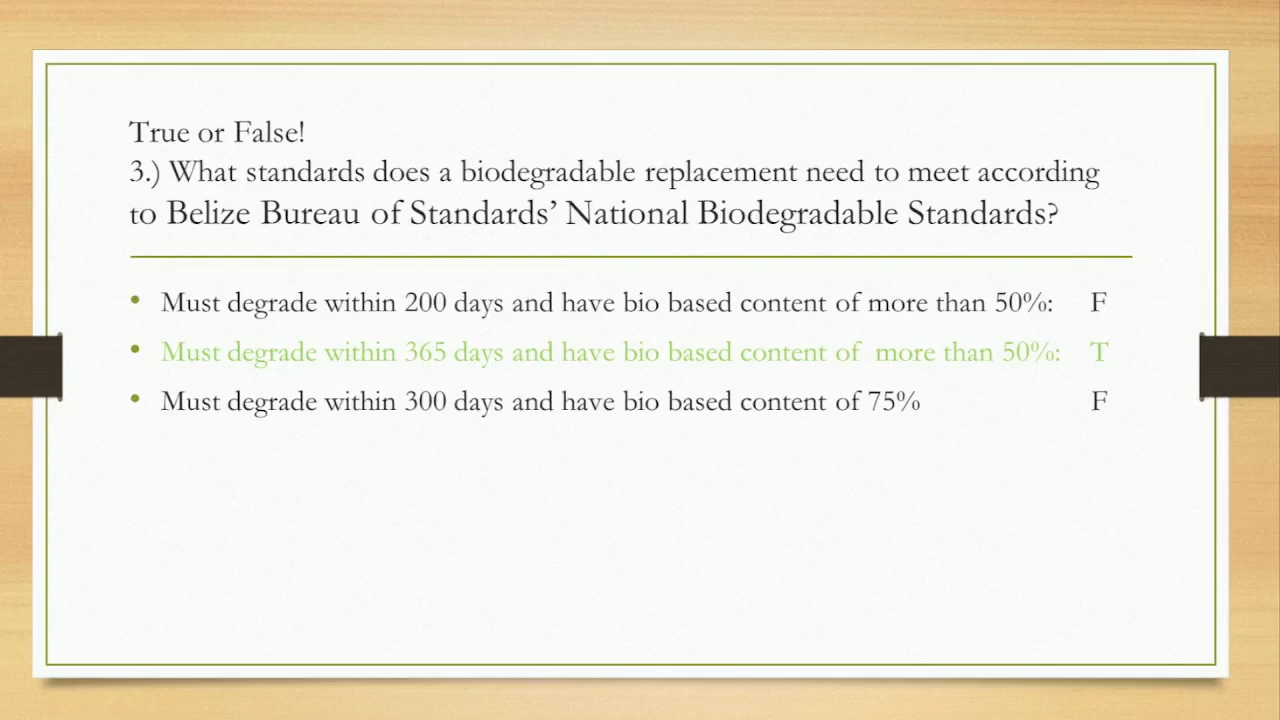 True or False!
3.) What standards does a biodegradable replacement need to meet according
to Belize Bureau of Standards’ National Biodegradable Standards?
• Must degrade within 200 days and have bio based content of more than 50%: F
• Must degrade within 365 days and have bio based content of  more than 50%: T
• Must degrade within 300 days and have bio based content of 75% F